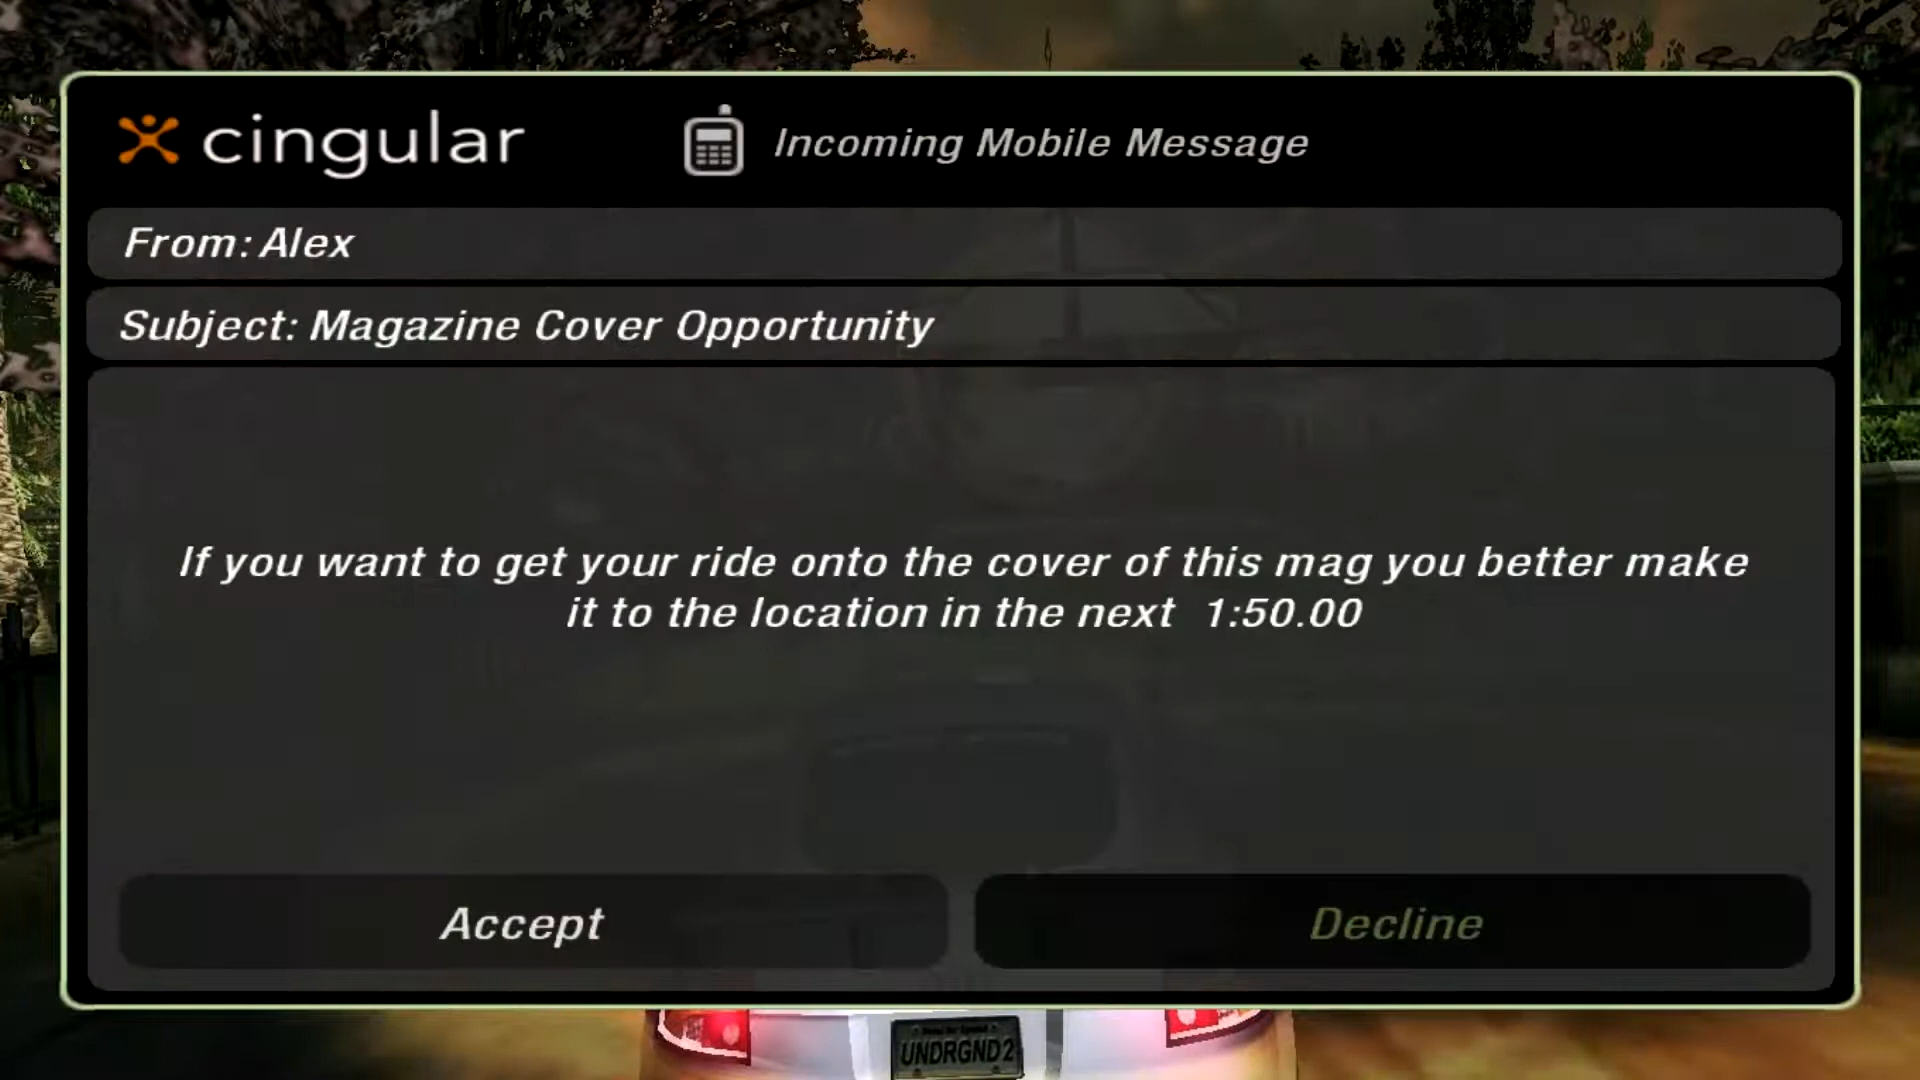 cingular
Incoming Mobile Message
From: Alex
Subject: Magazine Cover Opportunity
If you want to get your ride onto the cover of this mag you better make
it to the location in the next 1:50.00
Accept
Decline
UNDRGND2